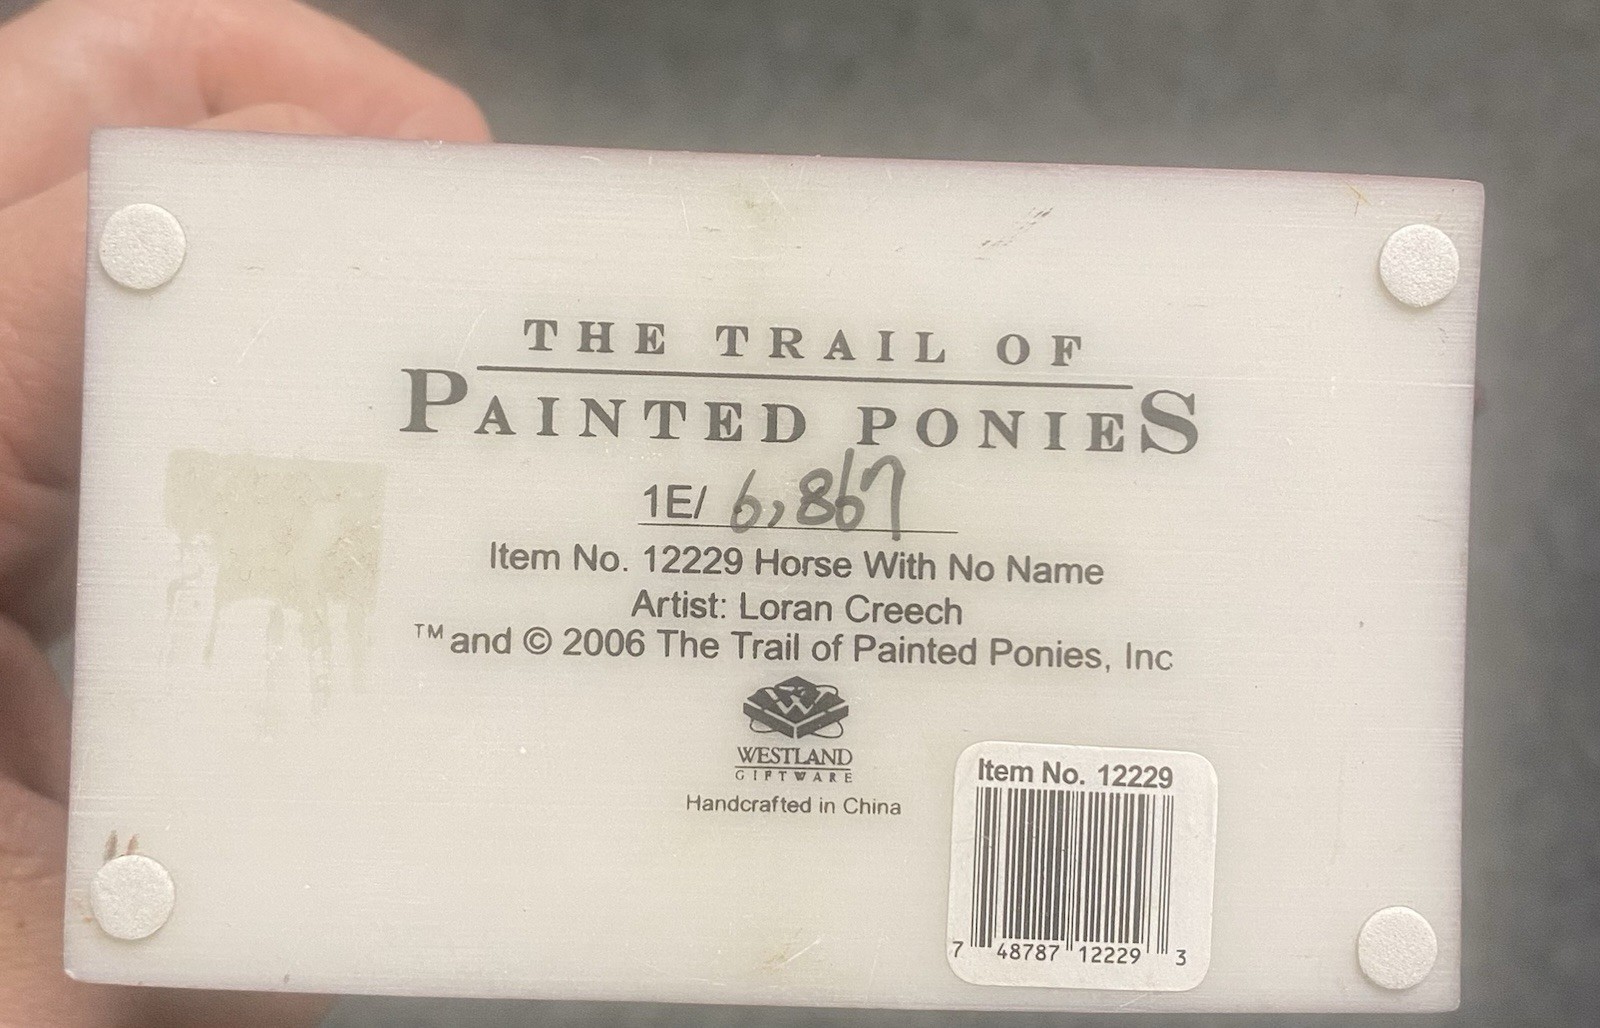 THE TRAIL OF
PAINTED PONIES
1E/ 6,867
Item No. 12229 Horse With No Name
Artist: Loran Creech
™ and © 2006 The Trail of Painted Ponies, Inc
W
WESTLAND
GIFTWARE
Handcrafted in China
Item No. 12229
7 48787 12229 3